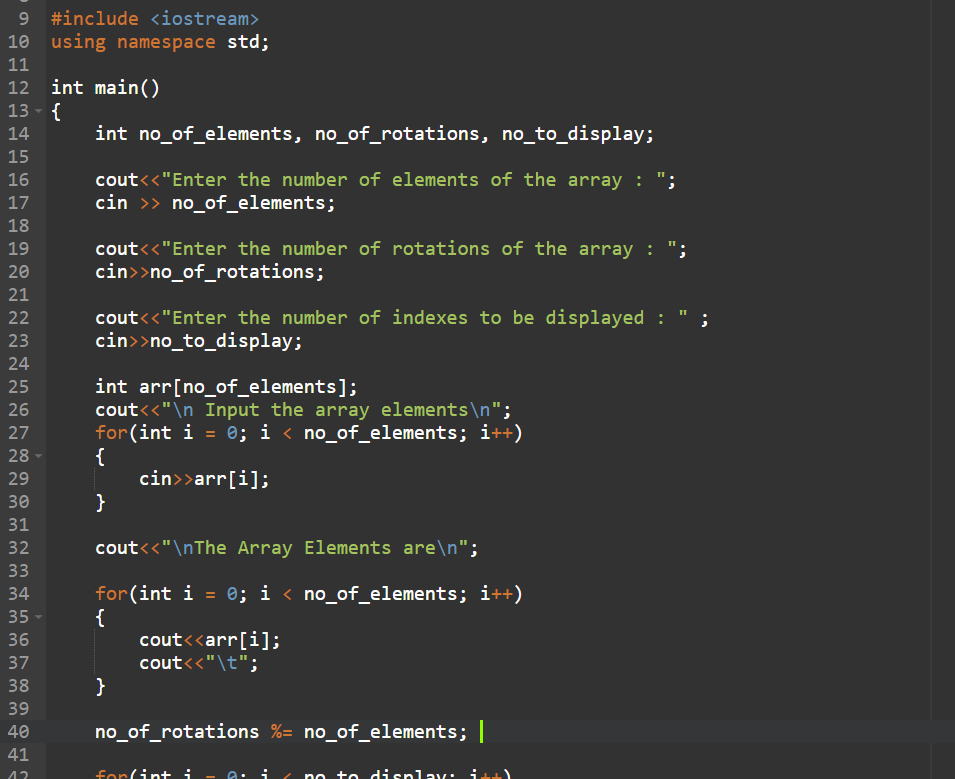 9 #include <iostream>
10 using namespace std;
11
12 int main()
13 {
14 int no_of_elements, no_of_rotations, no_to_display;
15
16 cout<<"Enter the number of elements of the array : ";
17 cin >> no_of_elements;
18
19 cout<<"Enter the number of rotations of the array : ";
20 cin>>no_of_rotations;
21
22 cout<<"Enter the number of indexes to be displayed : " ;
23 cin>>no_to_display;
24
25 int arr[no_of_elements];
26 cout<<"\n Input the array elements\n";
27 for(int i = 0; i < no_of_elements; i++)
28 {
29 cin>>arr[i];
30 }
31
32 cout<<"\nThe Array Elements are\n";
33
34 for(int i = 0; i < no_of_elements; i++)
35 {
36 cout<<arr[i];
37 cout<<"\t";
38 }
39
40 no_of_rotations %= no_of_elements;
41
42 for(int i = 0; i < no_to_display; i++)